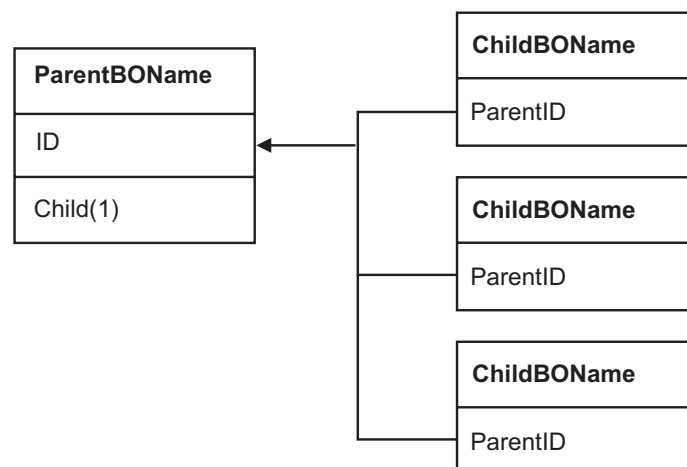 ParentBOName
ID
Child(1)
ChildBOName
ParentID
ChildBOName
ParentID
ChildBOName
ParentID